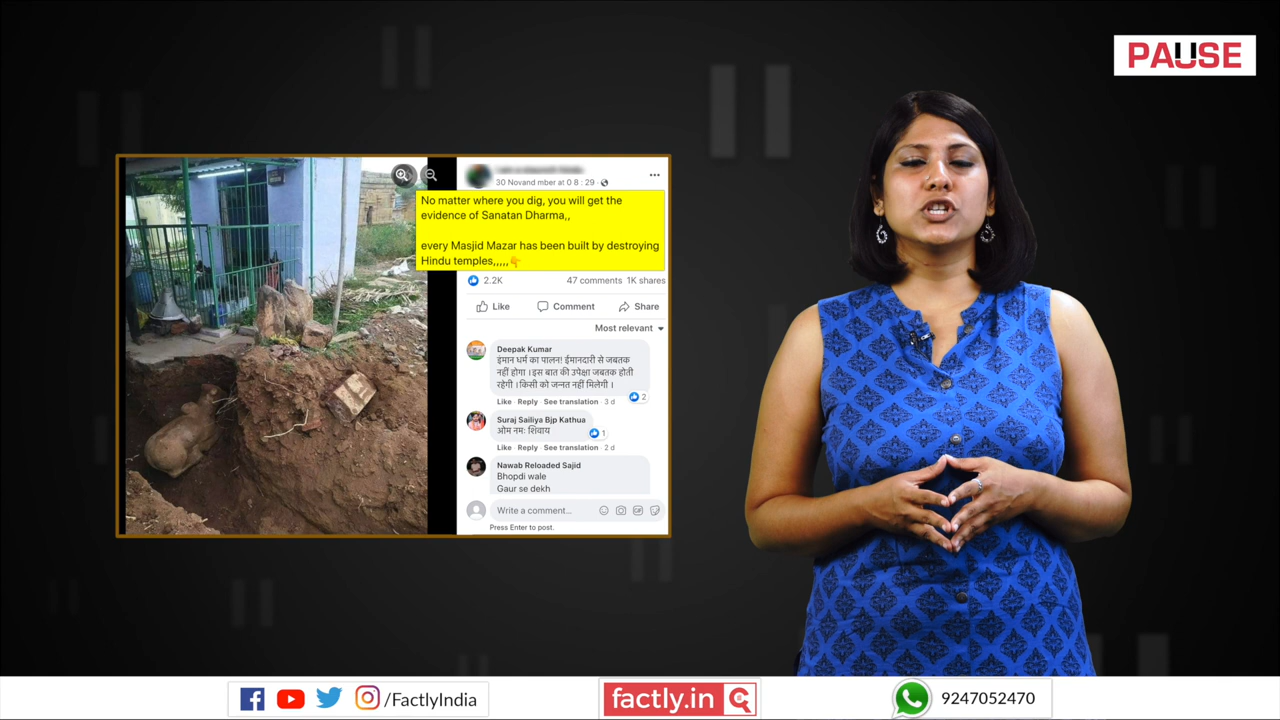 PAUSE
30 Novand mber at 0 8 : 29 ·
No matter where you dig, you will get the
evidence of Sanatan Dharma,,
every Masjid Mazar has been built by destroying
Hindu temples,,,,,👇
2.2K 47 comments 1K shares
Like Comment Share
Most relevant
Deepak Kumar
इंमान धर्म का पालन! ईमानदारी से जबतक
नहीं होगा ।इस बात की उपेक्षा जबतक होती
रहेगी ।किसी को जन्नत नहीं मिलेगी ।
2
Like · Reply · See translation · 3 d
Suraj Sailiya Bjp Kathua
ओम नमः शिवाय
1
Like · Reply · See translation · 2 d
Nawab Reloaded Sajid
Bhopdi wale
Gaur se dekh
Write a comment...
GIF
Press Enter to post.
/FactlyIndia
factly.in
9247052470